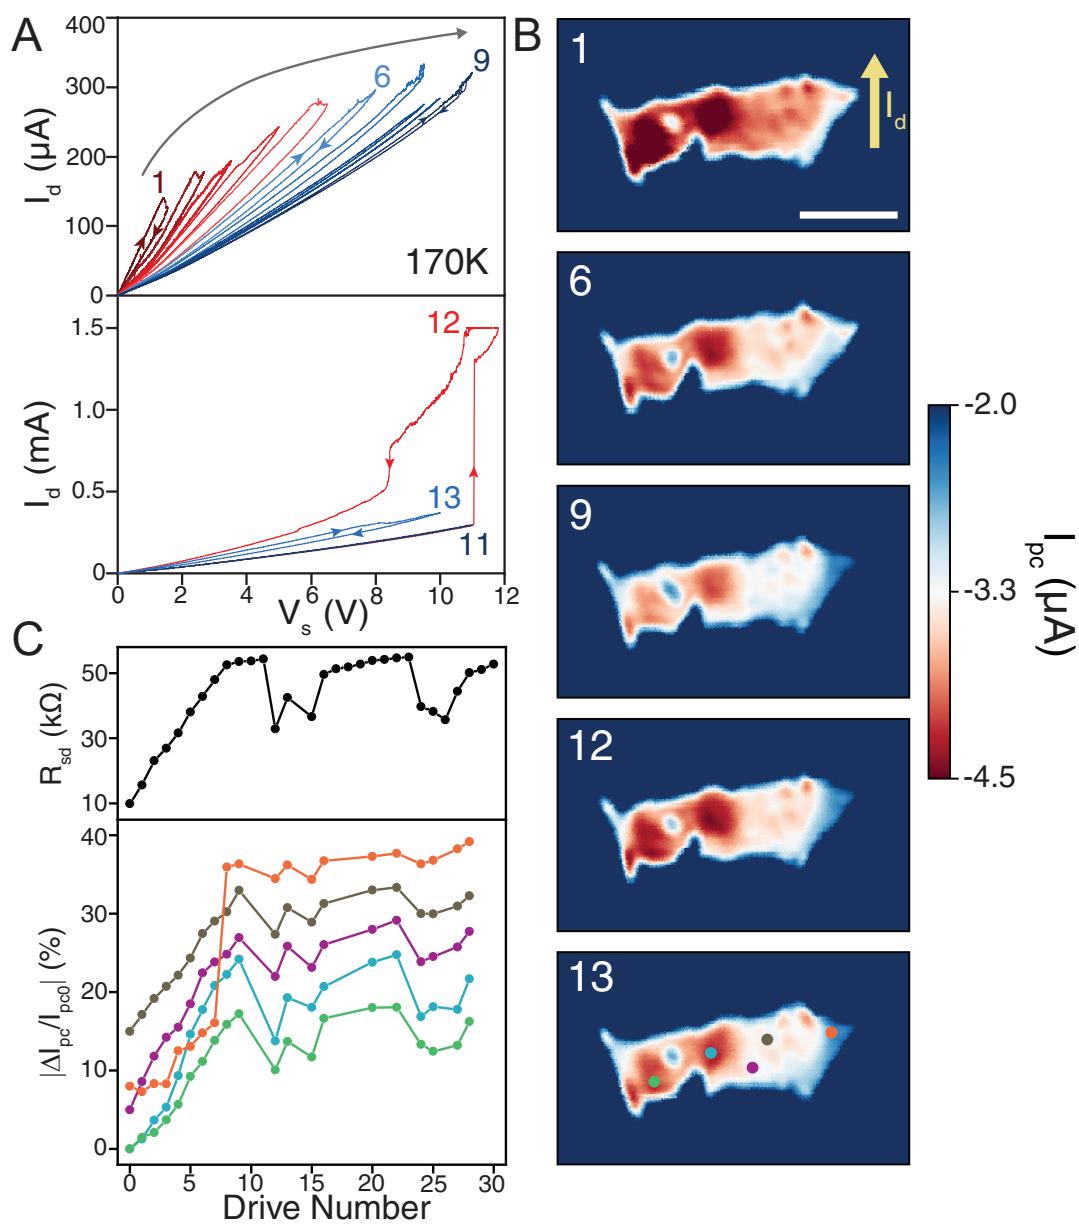 A
400
300
200
100
0
I_d (µA)
1
6
9
170K
1.5
1.0
0.5
0
I_d (mA)
12
13
11
0 2 4 6 8 10 12
V_s (V)
B
1
I_d
6
9
12
13
-2.0
-3.3
-4.5
I_pc (µA)
C
50
30
10
R_sd (kΩ)
40
30
20
10
0
|ΔI_pc/I_pc0| (%)
0 5 10 15 20 25 30
Drive Number